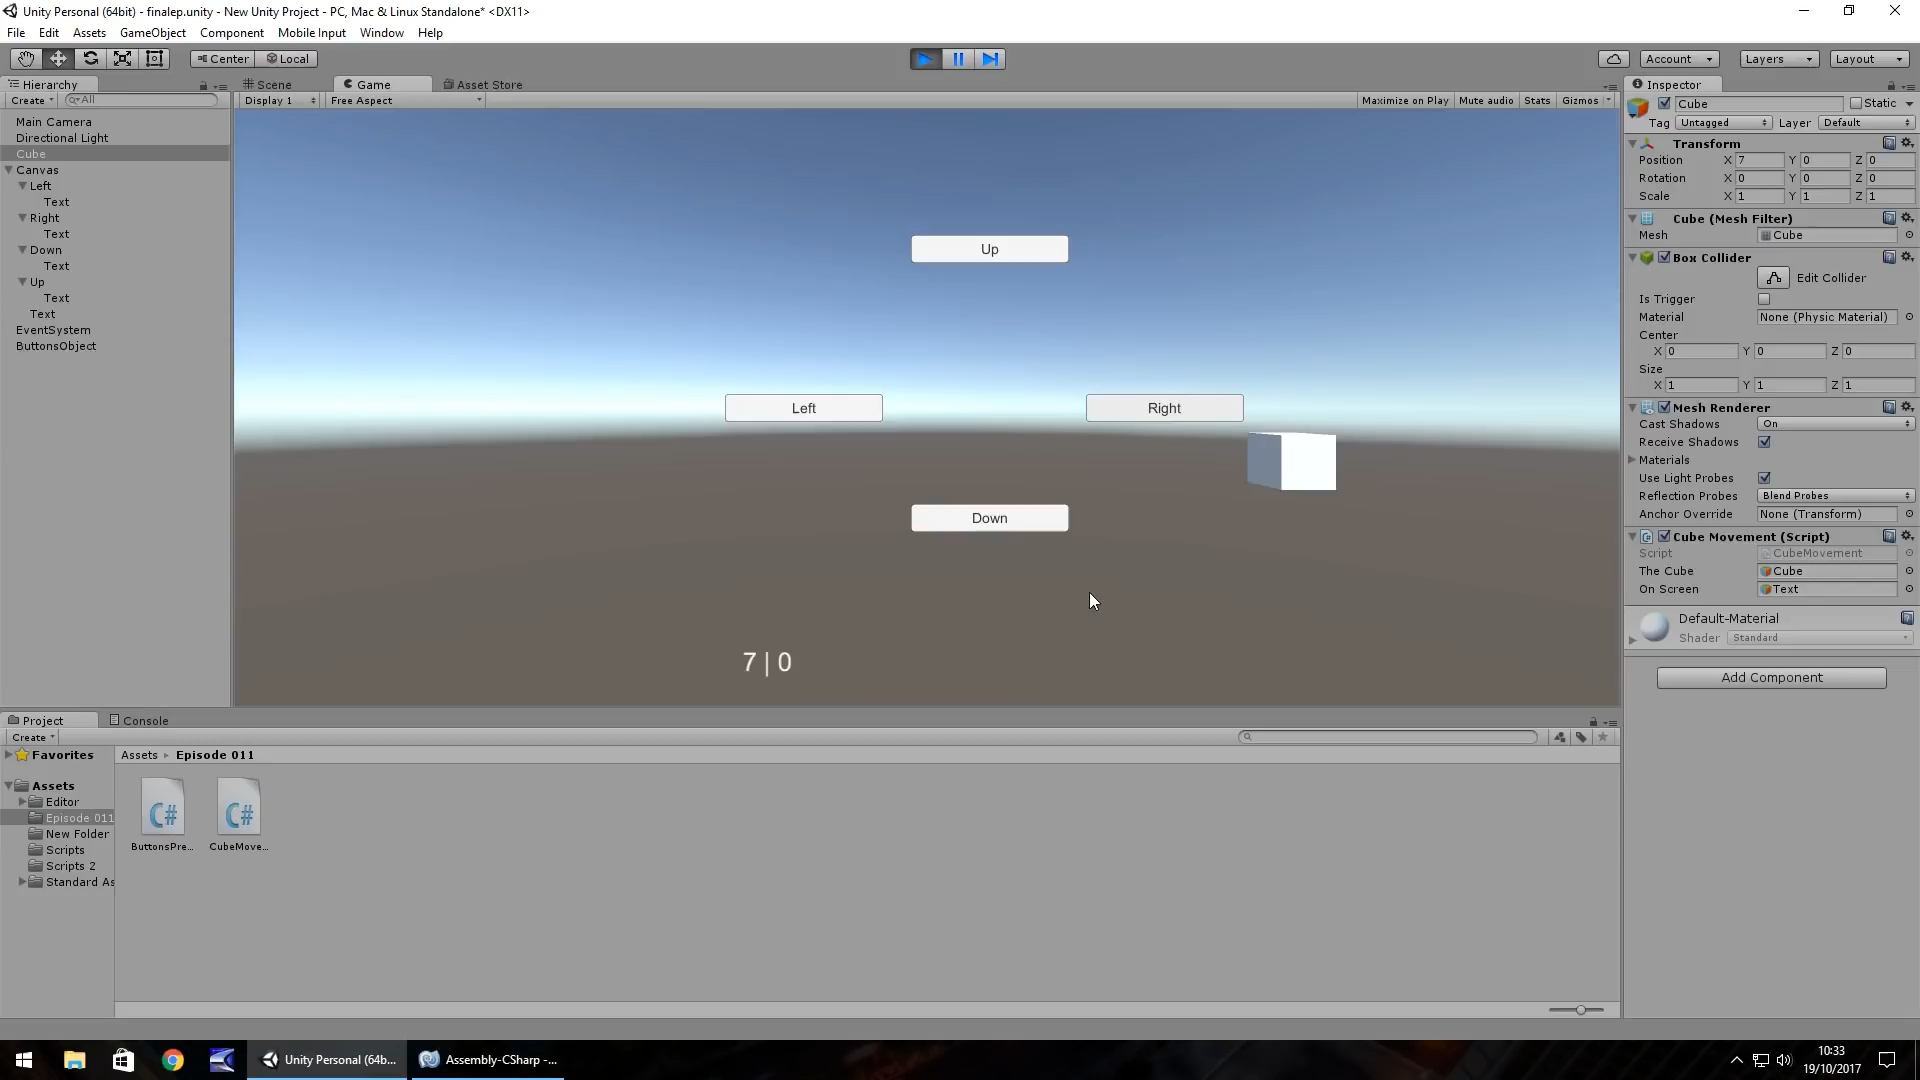 Unity Personal (64bit) - finalep.unity - New Unity Project - PC, Mac & Linux Standalone* <DX11>
File Edit Assets GameObject Component Mobile Input Window Help
Center Local Account Layers Layout
Hierarchy Scene Game Asset Store Inspector
Create All Display 1 Free Aspect Maximize on Play Mute audio Stats Gizmos
Cube Static
Tag Untagged Layer Default
Main Camera
Directional Light
Cube
Canvas
Left
Text
Right
Text
Down
Text
Up
Text
Text
EventSystem
ButtonsObject
Up
Left
Right
Down
7 | 0
Transform
Position X 7 Y 0 Z 0
Rotation X 0 Y 0 Z 0
Scale X 1 Y 1 Z 1
Cube (Mesh Filter)
Mesh Cube
Box Collider
Edit Collider
Is Trigger
Material None (Physic Material)
Center
X 0 Y 0 Z 0
Size
X 1 Y 1 Z 1
Mesh Renderer
Cast Shadows On
Receive Shadows
Materials
Use Light Probes
Reflection Probes Blend Probes
Anchor Override None (Transform)
Cube Movement (Script)
Script CubeMovement
The Cube Cube
On Screen Text
Default-Material
Shader Standard
Add Component
Project Console
Create
Favorites
Assets
Editor
Episode 011
New Folder
Scripts
Scripts 2
Standard As
Assets Episode 011
C# C#
ButtonsPre... CubeMove...
Unity Personal (64b... Assembly-CSharp -...
10:33
19/10/2017